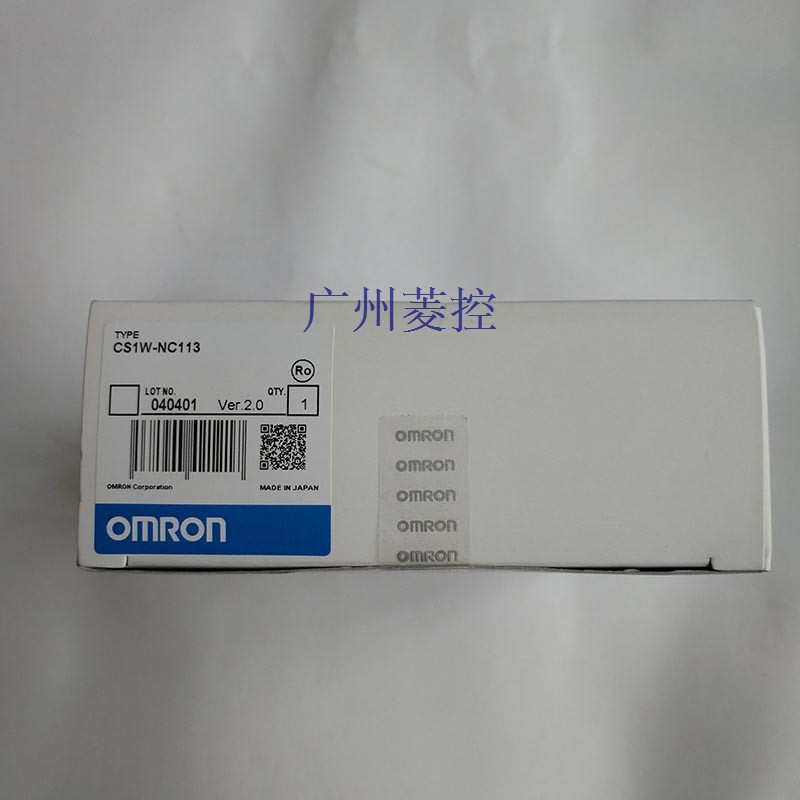 广州菱控
TYPE
CS1W-NC113
Ro
LOT NO. QTY.
040401 Ver.2.0 1
OMRON Corporation MADE IN JAPAN
OMRON
OMRON
OMRON
OMRON
OMRON
OMRON